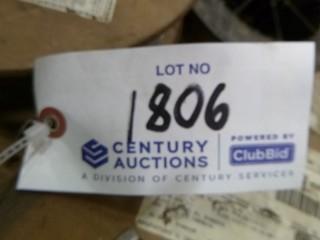 LOT NO
1806
CENTURY AUCTIONS
POWERED BY
ClubBid
A DIVISION OF CENTURY SERVICES